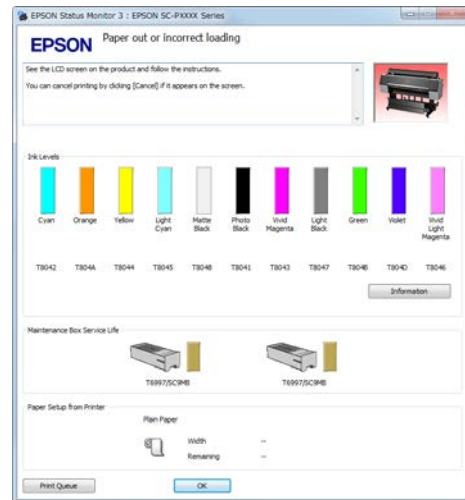 EPSON Status Monitor 3 : EPSON SC-PXXXX Series
EPSON
Paper out or incorrect loading
See the LCD screen on the product and follow the instructions.
You can cancel printing by clicking [Cancel] if it appears on the screen.
Ink Levels
Cyan Orange Yellow Light Cyan Matte Black Photo Black Vivid Magenta Light Black Green Violet Vivid Light Magenta
T8042 T804A T8044 T8045 T8048 T8041 T8043 T8047 T804B T804D T8046
Information
Maintenance Box Service Life
T6997/SC9MB T6997/SC9MB
Paper Setup from Printer
Plain Paper
Width --
Remaining --
Print Queue OK